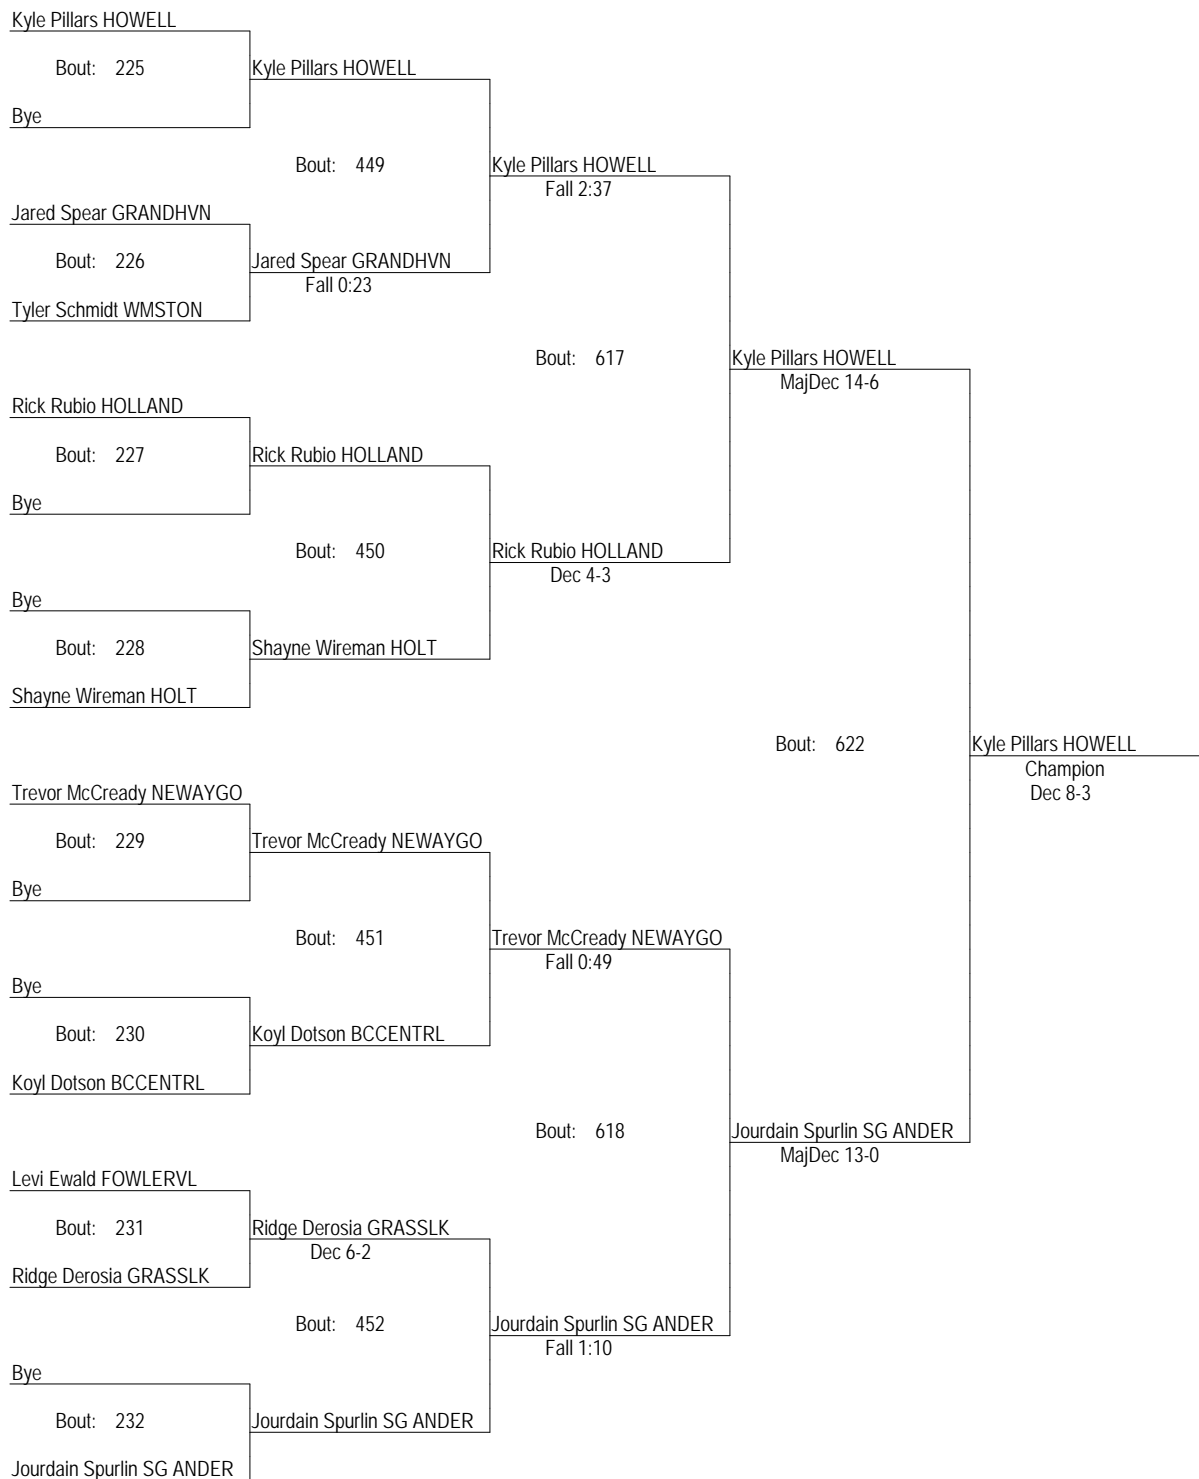 Kyle Pillars HOWELL
Bout: 225 Kyle Pillars HOWELL
Bye
Bout: 449 Kyle Pillars HOWELL
Fall 2:37
Jared Spear GRANDHVN
Bout: 226 Jared Spear GRANDHVN
Fall 0:23
Tyler Schmidt WMSTON
Bout: 617 Kyle Pillars HOWELL
MajDec 14-6
Rick Rubio HOLLAND
Bout: 227 Rick Rubio HOLLAND
Bye
Bout: 450 Rick Rubio HOLLAND
Dec 4-3
Bye
Bout: 228 Shayne Wireman HOLT
Shayne Wireman HOLT
Bout: 622 Kyle Pillars HOWELL
Champion
Dec 8-3
Trevor McCready NEWAYGO
Bout: 229 Trevor McCready NEWAYGO
Bye
Bout: 451 Trevor McCready NEWAYGO
Fall 0:49
Bye
Bout: 230 Koyl Dotson BCCENTRL
Koyl Dotson BCCENTRL
Bout: 618 Jourdain Spurlin SG ANDER
MajDec 13-0
Levi Ewald FOWLERVL
Bout: 231 Ridge Derosia GRASSLK
Dec 6-2
Ridge Derosia GRASSLK
Bout: 452 Jourdain Spurlin SG ANDER
Fall 1:10
Bye
Bout: 232 Jourdain Spurlin SG ANDER
Jourdain Spurlin SG ANDER